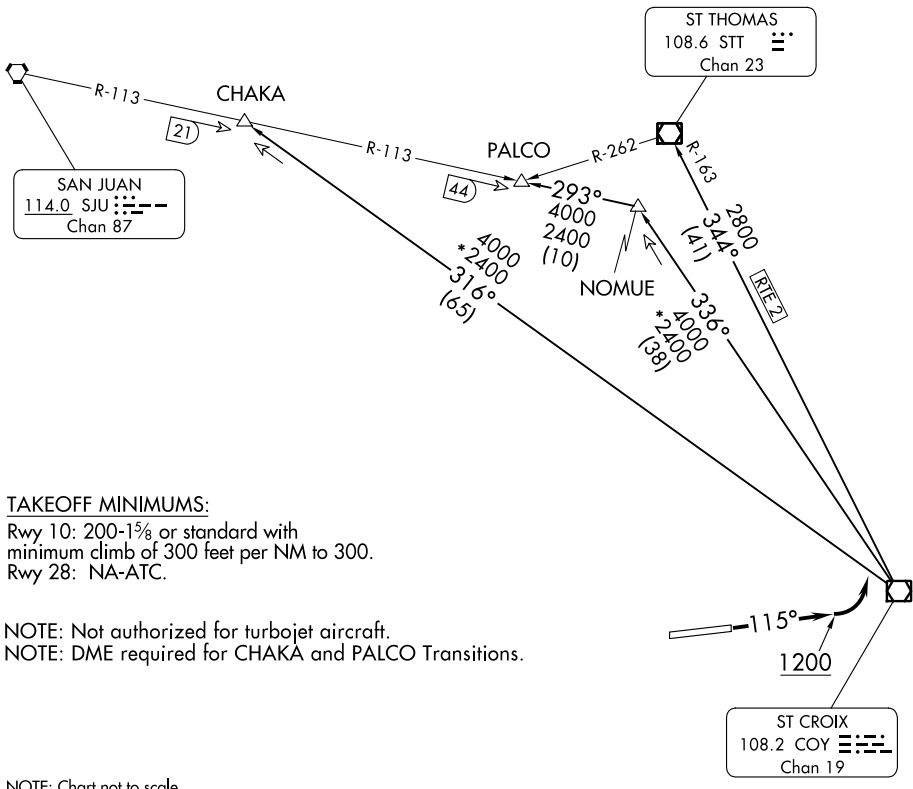 ST THOMAS
108.6 STT
Chan 23
R-113
CHAKA
21
R-113
PALCO
44
R-262
R-163
SAN JUAN
114.0 SJU
Chan 87
293°
4000
2400
(10)
NOMUE
2800
344°
(41)
RTE 2
4000
*2400
316°
(65)
336°
4000
*2400
(38)
TAKEOFF MINIMUMS:
Rwy 10: 200-1⅝ or standard with
minimum climb of 300 feet per NM to 300.
Rwy 28: NA-ATC.
NOTE: Not authorized for turbojet aircraft.
NOTE: DME required for CHAKA and PALCO Transitions.
115°
1200
ST CROIX
108.2 COY
Chan 19
NOTE: Chart not to scale